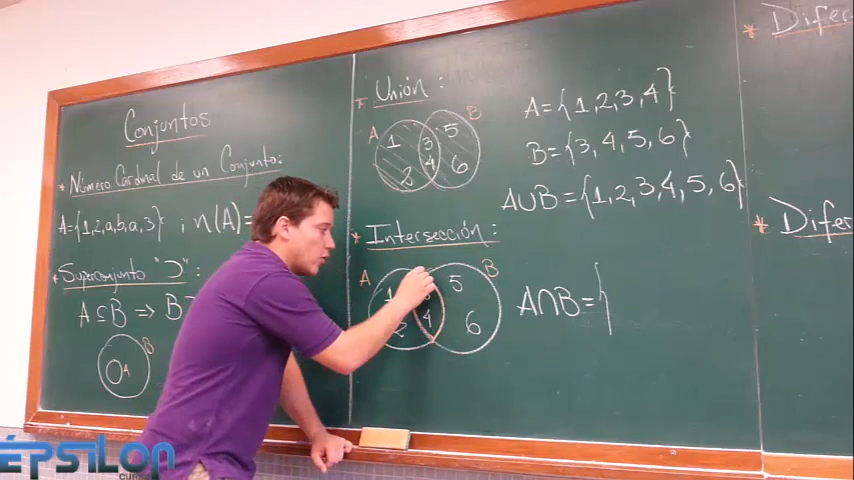 Conjuntos
* Número Cardinal de un Conjunto:
A={1,2,a,b,a,3} ; n(A)=
* Superconjunto "⊃"
A⊆B ⇒ B
B
A
* Unión:
A B
1 3 5
2 4 6
A={1,2,3,4}
B={3,4,5,6}
A∪B={1,2,3,4,5,6}
* Intersección:
A B
1 3 5
2 4 6
A∩B={
* Difer
* Difer
ÉPSILON